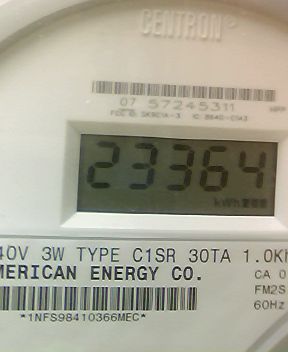 CENTRON®
07 57245311
23364
kWh
40V 3W TYPE C1SR 30TA 1.0Kh
MERICAN ENERGY CO.
CA 0
FM2S
60Hz
*1NFS98410366MEC*